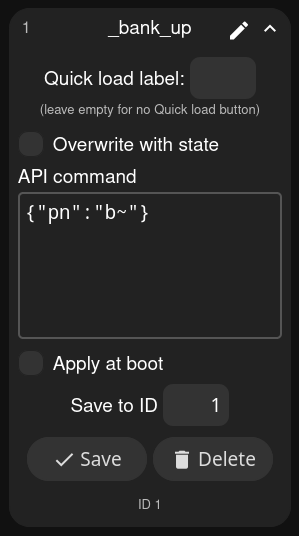 1 _bank_up
Quick load label:
(leave empty for no Quick load button)
Overwrite with state
API command
{"pn":"b~"}
Apply at boot
Save to ID 1
Save Delete
ID 1